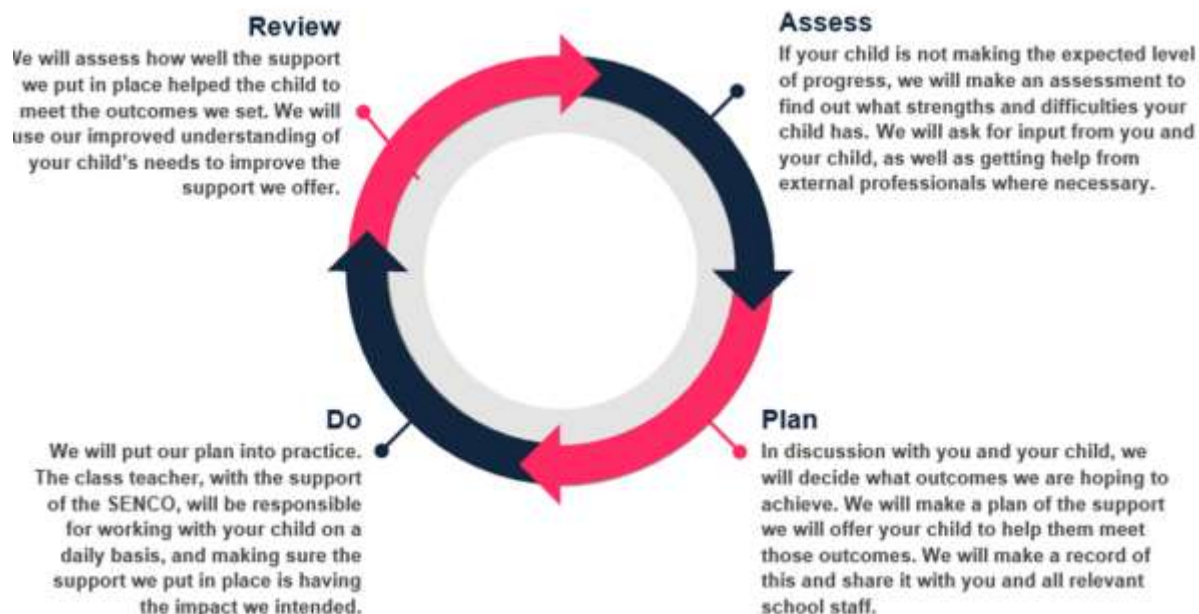 Review
We will assess how well the support
we put in place helped the child to
meet the outcomes we set. We will
use our improved understanding of
your child's needs to improve the
support we offer.
Assess
If your child is not making the expected level
of progress, we will make an assessment to
find out what strengths and difficulties your
child has. We will ask for input from you and
your child, as well as getting help from
external professionals where necessary.
Do
We will put our plan into practice.
The class teacher, with the support
of the SENCO, will be responsible
for working with your child on a
daily basis, and making sure the
support we put in place is having
the impact we intended.
Plan
In discussion with you and your child, we
will decide what outcomes we are hoping to
achieve. We will make a plan of the support
we will offer your child to help them meet
those outcomes. We will make a record of
this and share it with you and all relevant
school staff.